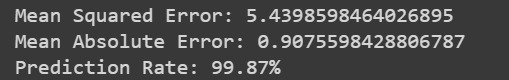 Mean Squared Error: 5.4398598464026895
Mean Absolute Error: 0.9075598428806787
Prediction Rate: 99.87%